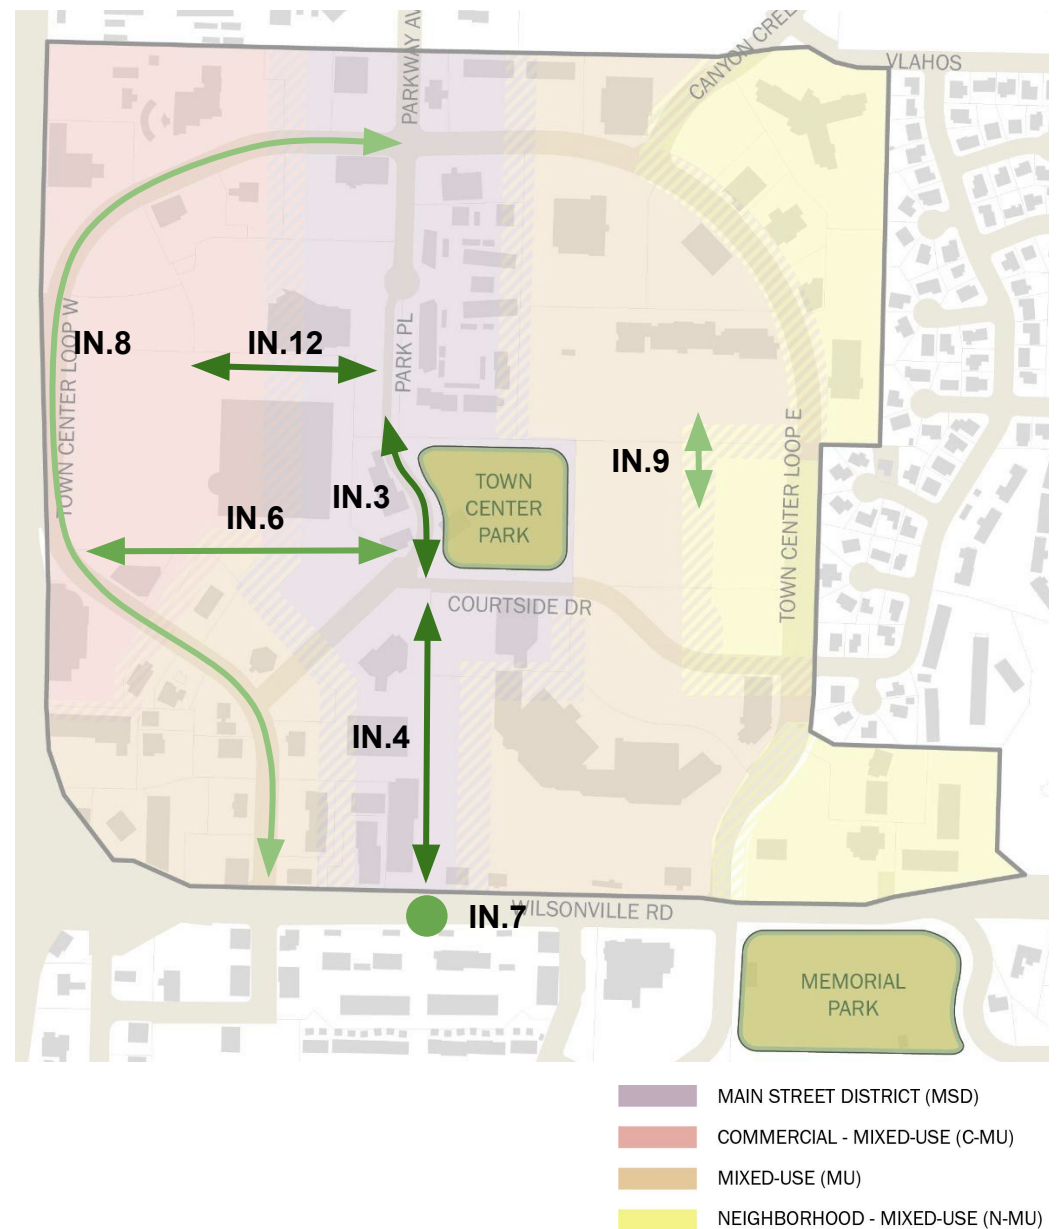 PARKWAY AV
CANYON CREE
VLAHOS
TOWN CENTER LOOP W
IN.8
IN.12
PARK PL
IN.9
TOWN CENTER LOOP E
IN.3
TOWN
CENTER
PARK
IN.6
COURTSIDE DR
IN.4
IN.7
WILSONVILLE RD
MEMORIAL
PARK
MAIN STREET DISTRICT (MSD)
COMMERCIAL - MIXED-USE (C-MU)
MIXED-USE (MU)
NEIGHBORHOOD - MIXED-USE (N-MU)